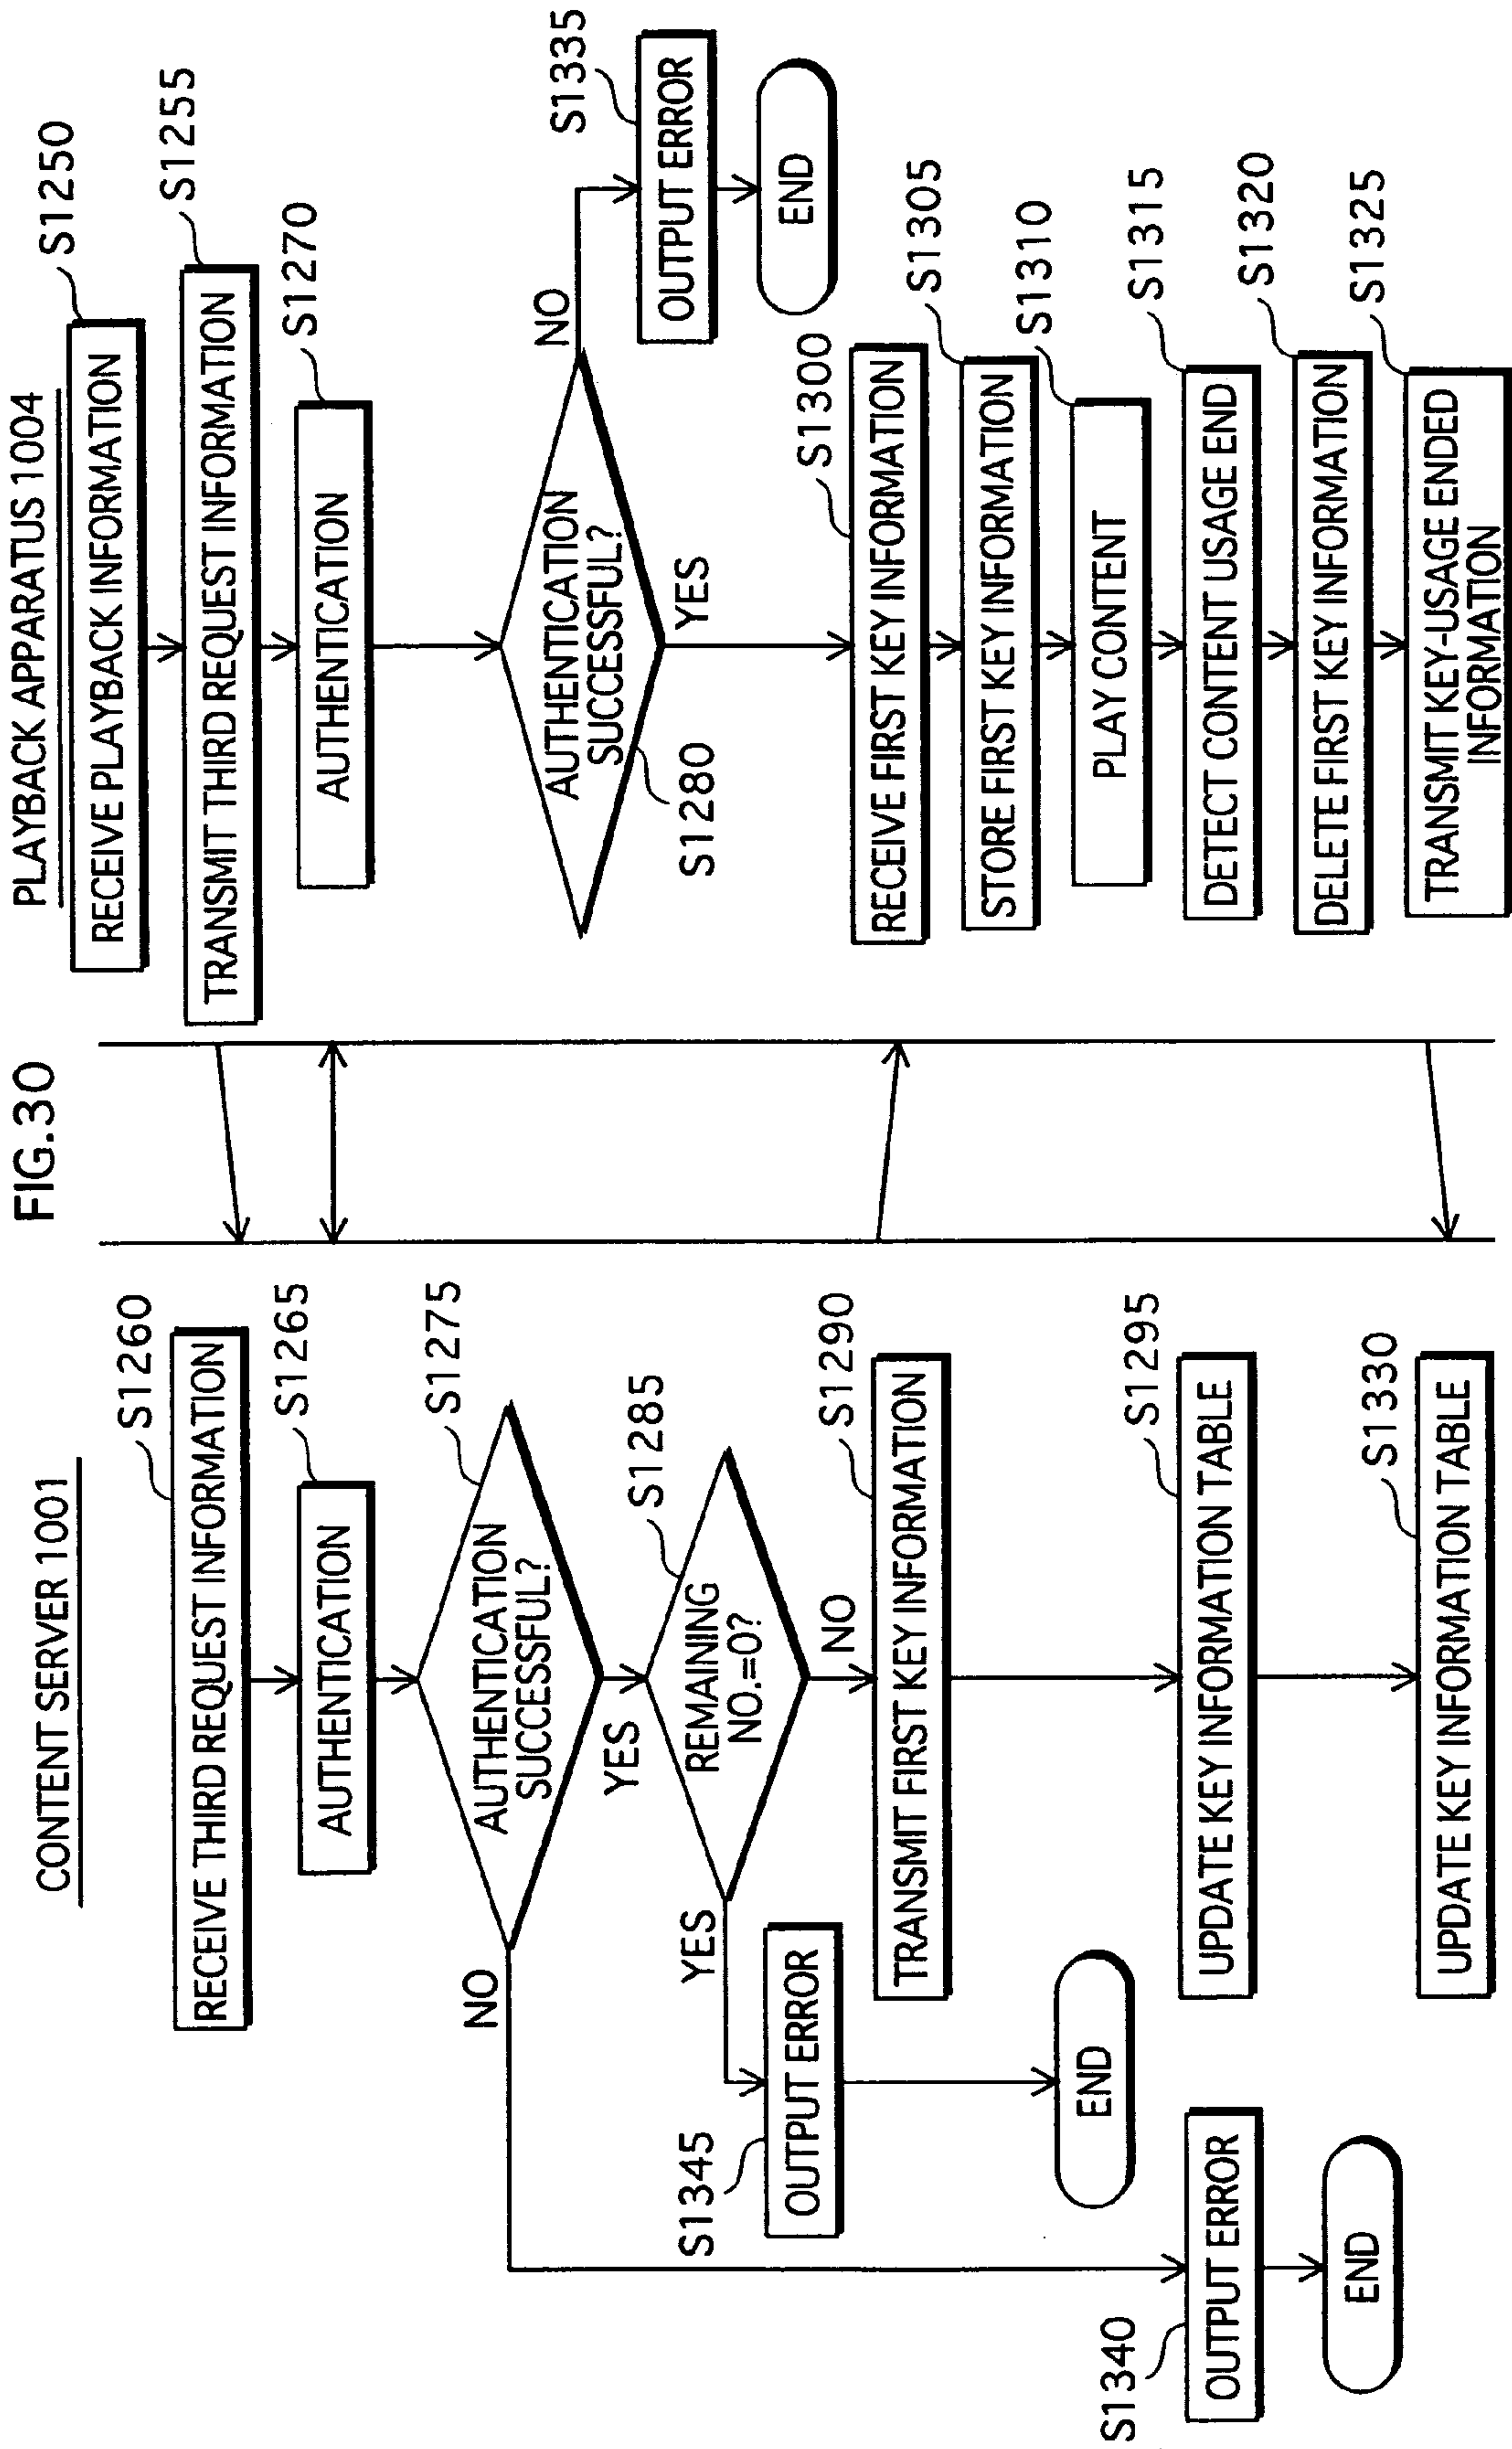 FIG.30
CONTENT SERVER 1001
S1260
RECEIVE THIRD REQUEST INFORMATION
S1265
AUTHENTICATION
S1275
AUTHENTICATION
SUCCESSFUL?
NO
YES
S1285
REMAINING
NO.=0?
YES
NO
S1345
OUTPUT ERROR
END
S1290
TRANSMIT FIRST KEY INFORMATION
S1295
UPDATE KEY INFORMATION TABLE
S1340
OUTPUT ERROR
END
S1330
UPDATE KEY INFORMATION TABLE
PLAYBACK APPARATUS 1004
S1250
RECEIVE PLAYBACK INFORMATION
S1255
TRANSMIT THIRD REQUEST INFORMATION
S1270
AUTHENTICATION
AUTHENTICATION
SUCCESSFUL?
S1280
NO
YES
S1335
OUTPUT ERROR
END
S1300
RECEIVE FIRST KEY INFORMATION
S1305
STORE FIRST KEY INFORMATION
S1310
PLAY CONTENT
S1315
DETECT CONTENT USAGE END
S1320
DELETE FIRST KEY INFORMATION
S1325
TRANSMIT KEY-USAGE ENDED
INFORMATION